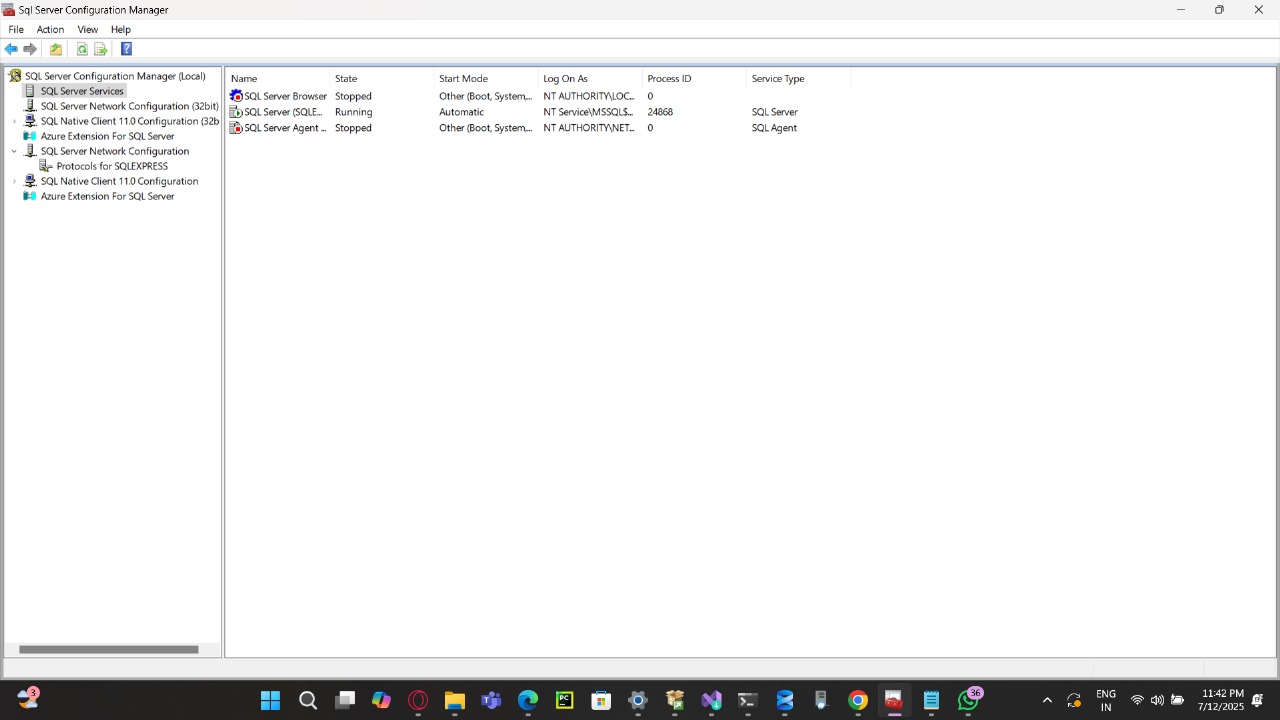 Sql Server Configuration Manager
File Action View Help
SQL Server Configuration Manager (Local)
SQL Server Services
SQL Server Network Configuration (32bit)
SQL Native Client 11.0 Configuration (32b
Azure Extension For SQL Server
SQL Server Network Configuration
Protocols for SQLEXPRESS
SQL Native Client 11.0 Configuration
Azure Extension For SQL Server
Name State Start Mode Log On As Process ID Service Type
SQL Server Browser Stopped Other (Boot, System,... NT AUTHORITY\LOC... 0
SQL Server (SQLE... Running Automatic NT Service\MSSQL$... 24868 SQL Server
SQL Server Agent ... Stopped Other (Boot, System,... NT AUTHORITY\NET... 0 SQL Agent
3
PC
36
ENG
IN
11:42 PM
7/12/2025